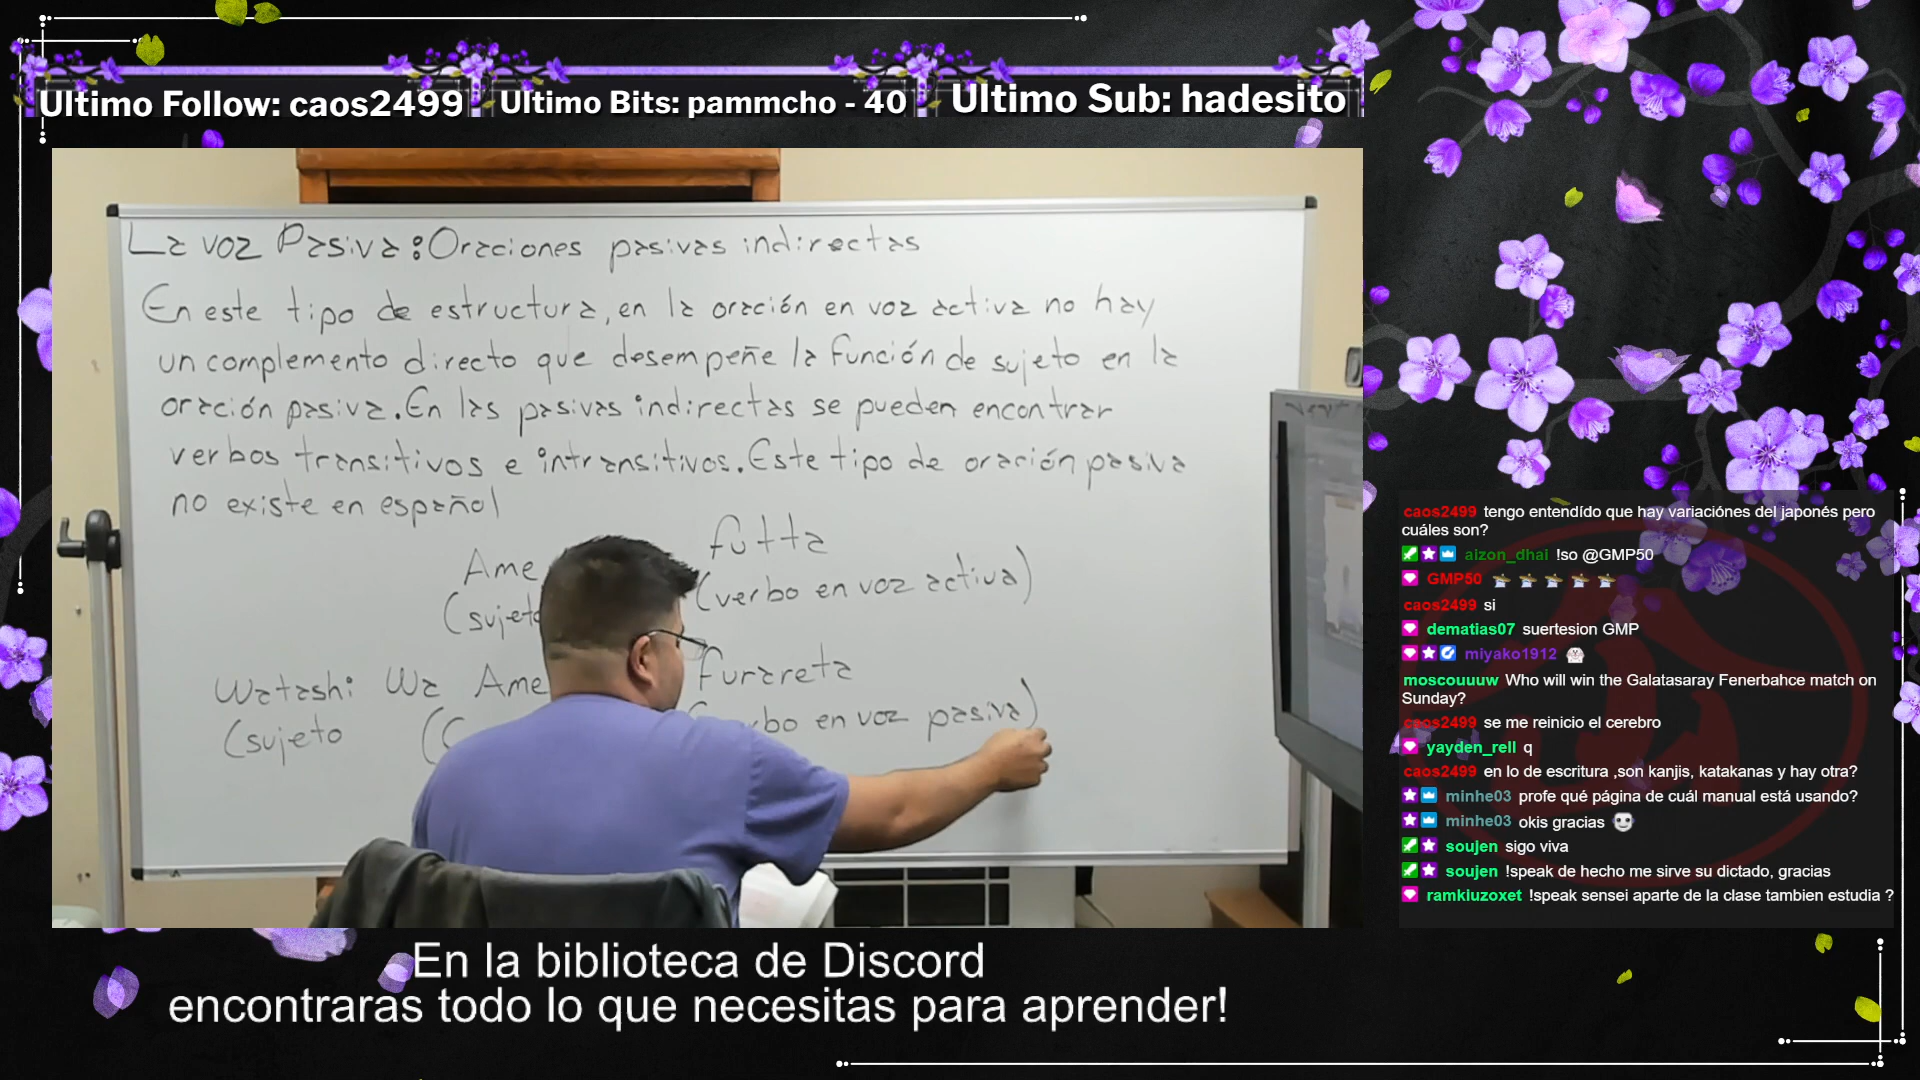 Ultimo Follow: caos2499
Ultimo Bits: pammcho - 40
Ultimo Sub: hadesito
La voz Pasiva: Oraciones pasivas indirectas
En este tipo de estructura, en la oración en voz activa no hay
un complemento directo que desempeñe la función de sujeto en la
oración pasiva. En las pasivas indirectas se pueden encontrar
verbos transitivos e intransitivos. Este tipo de oración pasiva
no existe en español
Ame futta
(sujeto (verbo en voz activa)
Watashi Wa Ame furareta
(sujeto en voz pasiva)
caos2499 tengo entendído que hay variaciónes del japonés pero
cuáles son?
aizon_dhai !so @GMP50
GMP50
caos2499 si
dematias07 suertesion GMP
miyako1912
moscouuuw Who will win the Galatasaray Fenerbahce match on
Sunday?
caos2499 se me reinicio el cerebro
yayden_rell q
caos2499 en lo de escritura ,son kanjis, katakanas y hay otra?
minhe03 profe qué página de cuál manual está usando?
minhe03 okis gracias
soujen sigo viva
soujen !speak de hecho me sirve su dictado, gracias
ramkiuzoxet !speak sensei aparte de la clase tambien estudia ?
En la biblioteca de Discord
encontraras todo lo que necesitas para aprender!